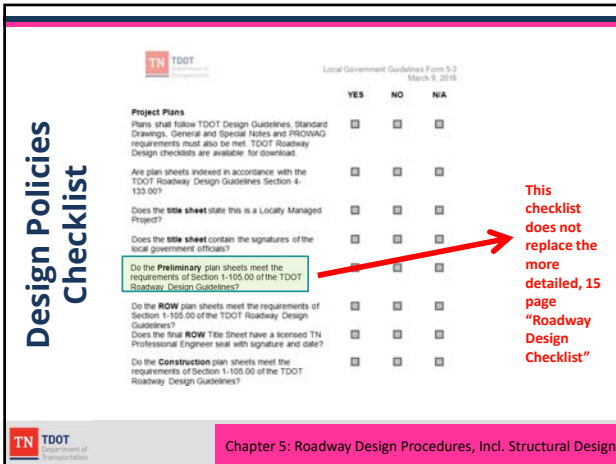 Design Policies
Checklist
TN TDOT
Department of
Transportation
Local Government Guidelines Form 5-3
March 9, 2018
YES NO N/A
Project Plans
Plans shall follow TDOT Design Guidelines, Standard
Drawings, General and Special Notes and PROWAG
requirements must also be met. TDOT Roadway
Design checklists are available for download.
Are plan sheets indexed in accordance with the
TDOT Roadway Design Guidelines Section 4-
133.00?
Does the title sheet state this is a Locally Managed
Project?
Does the title sheet contain the signatures of the
local government officials?
Do the Preliminary plan sheets meet the
requirements of Section 1-105.00 of the TDOT
Roadway Design Guidelines?
Do the ROW plan sheets meet the requirements of
Section 1-105.00 of the TDOT Roadway Design
Guidelines?
Does the final ROW Title Sheet have a licensed TN
Professional Engineer seal with signature and date?
Do the Construction plan sheets meet the
requirements of Section 1-105.00 of the TDOT
Roadway Design Guidelines?
This
checklist
does not
replace the
more
detailed, 15
page
“Roadway
Design
Checklist”
TN TDOT
Department of
Transportation
Chapter 5: Roadway Design Procedures, Incl. Structural Design